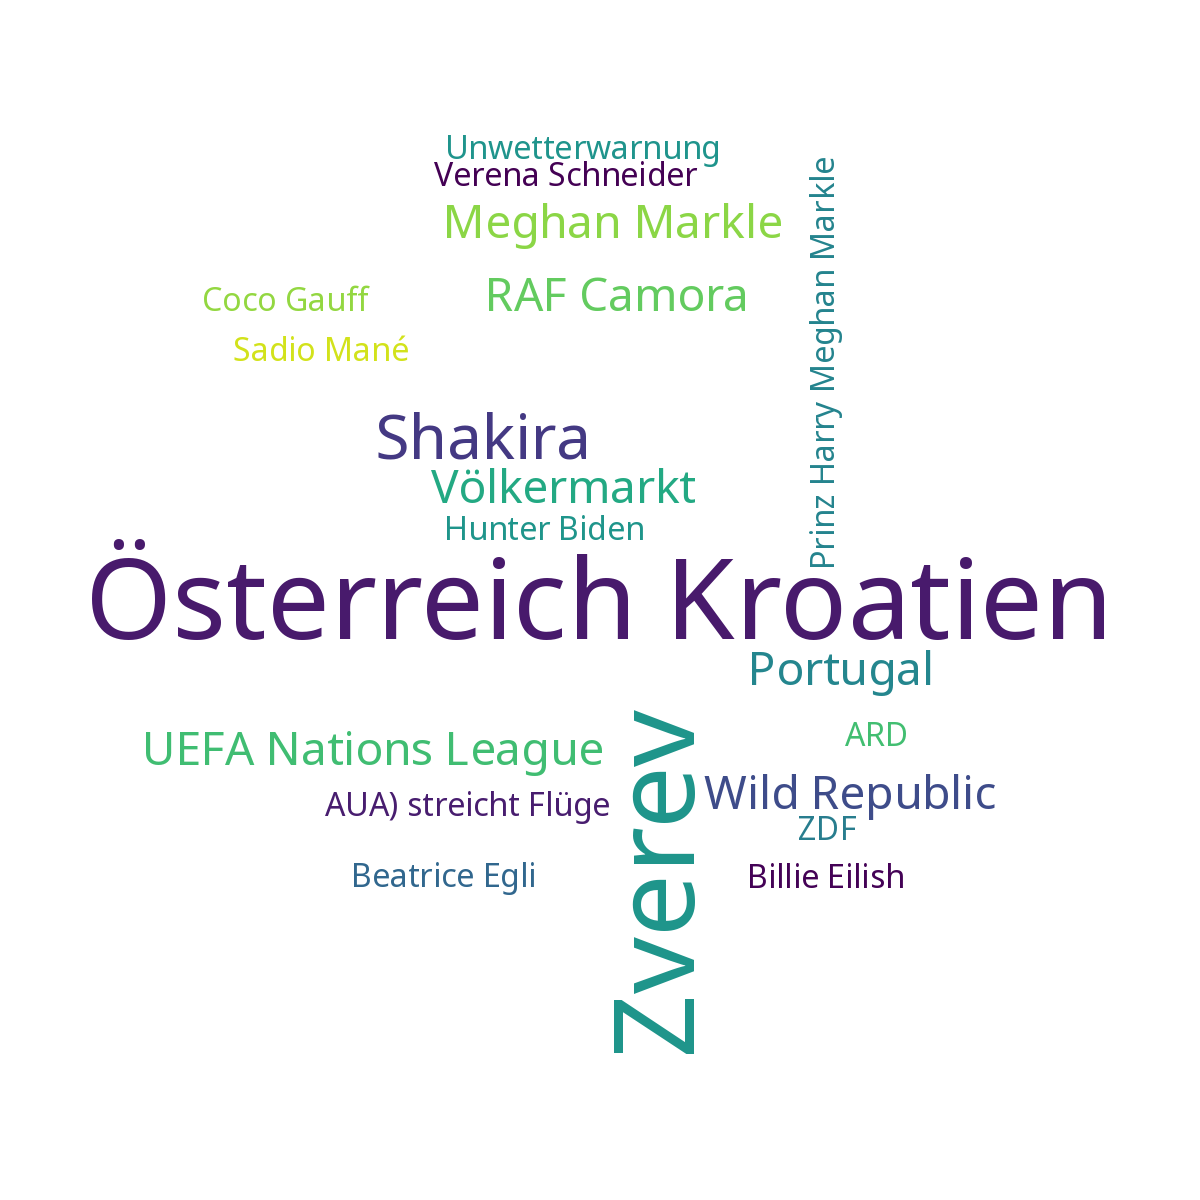 Unwetterwarnung
Verena Schneider
Meghan Markle
Prinz Harry Meghan Markle
Coco Gauff
RAF Camora
Sadio Mané
Shakira
Völkermarkt
Hunter Biden
Österreich Kroatien
Portugal
UEFA Nations League
Zverev
ARD
Wild Republic
AUA) streicht Flüge
ZDF
Beatrice Egli
Billie Eilish